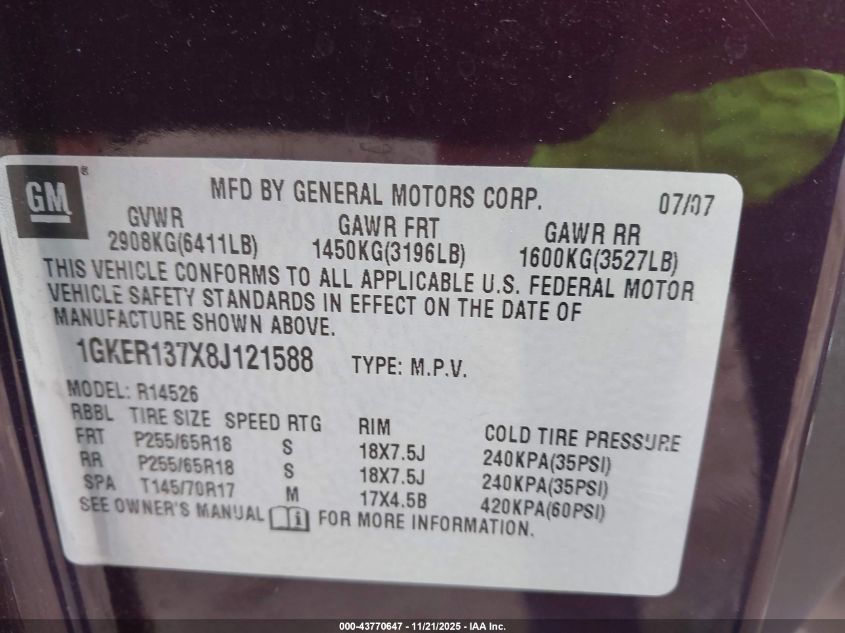 GM ®
MFD BY GENERAL MOTORS CORP. 07/07
GVWR GAWR FRT GAWR RR
2908KG(6411LB) 1450KG(3196LB) 1600KG(3527LB)
THIS VEHICLE CONFORMS TO ALL APPLICABLE U.S. FEDERAL MOTOR
VEHICLE SAFETY STANDARDS IN EFFECT ON THE DATE OF
MANUFACTURE SHOWN ABOVE.
1GKER137X8J121588 TYPE: M.P.V.
MODEL: R14526
RBBL TIRE SIZE SPEED RTG RIM COLD TIRE PRESSURE
FRT P255/65R18 S 18X7.5J 240KPA(35PSI)
RR P255/65R18 S 18X7.5J 240KPA(35PSI)
SPA T145/70R17 M 17X4.5B 420KPA(60PSI)
SEE OWNER'S MANUAL i FOR MORE INFORMATION.
000-43770647 - 11/21/2025 - IAA Inc.